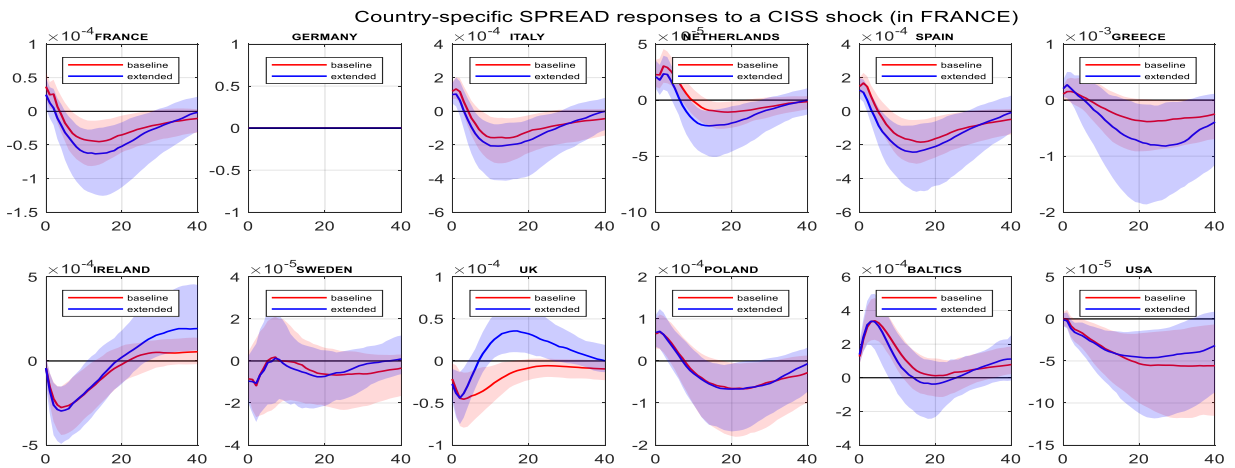 Country-specific SPREAD responses to a CISS shock (in FRANCE)
×10-4 FRANCE
baseline
extended
1
0.5
0
-0.5
-1
-1.5
0 20 40
GERMANY
baseline
extended
1
0.5
0
-0.5
-1
0 20 40
×10-4 ITALY
baseline
extended
4
2
0
-2
-4
-6
0 20 40
×10-5 NETHERLANDS
baseline
extended
5
0
-5
-10
0 20 40
×10-4 SPAIN
baseline
extended
4
2
0
-2
-4
-6
0 20 40
×10-3 GREECE
baseline
extended
1
0
-1
-2
0 20 40
×10-4 IRELAND
baseline
extended
5
0
-5
0 20 40
×10-5 SWEDEN
baseline
extended
4
2
0
-2
-4
0 20 40
×10-4 UK
baseline
extended
1
0.5
0
-0.5
-1
0 20 40
×10-4 POLAND
baseline
extended
2
1
0
-1
-2
0 20 40
×10-4 BALTICS
baseline
extended
6
4
2
0
-2
-4
0 20 40
×10-5 USA
baseline
extended
5
0
-5
-10
-15
0 20 40